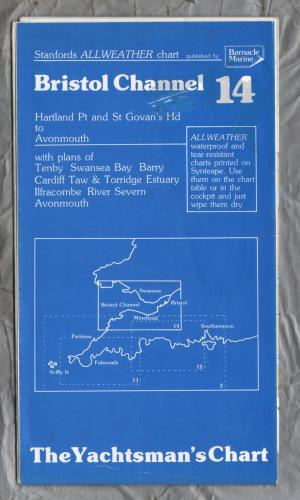 Stanfords ALLWEATHER chart published by Barnacle Marine
Bristol Channel 14
Hartland Pt and St Govan's Hd
to
Avonmouth
with plans of
Tenby Swansea Bay Barry
Cardiff Taw & Torridge Estuary
Ilfracombe River Severn
Avonmouth
ALLWEATHER
waterproof and
tear-resistant
charts printed on
Synteape. Use
them on the chart
table or in the
cockpit and just
wipe them dry
Swansea
Bristol Channel
Bristol
Minehead
14
Padstow
Southampton
Scilly Is
Falmouth
12
13
2
The Yachtsman's Chart